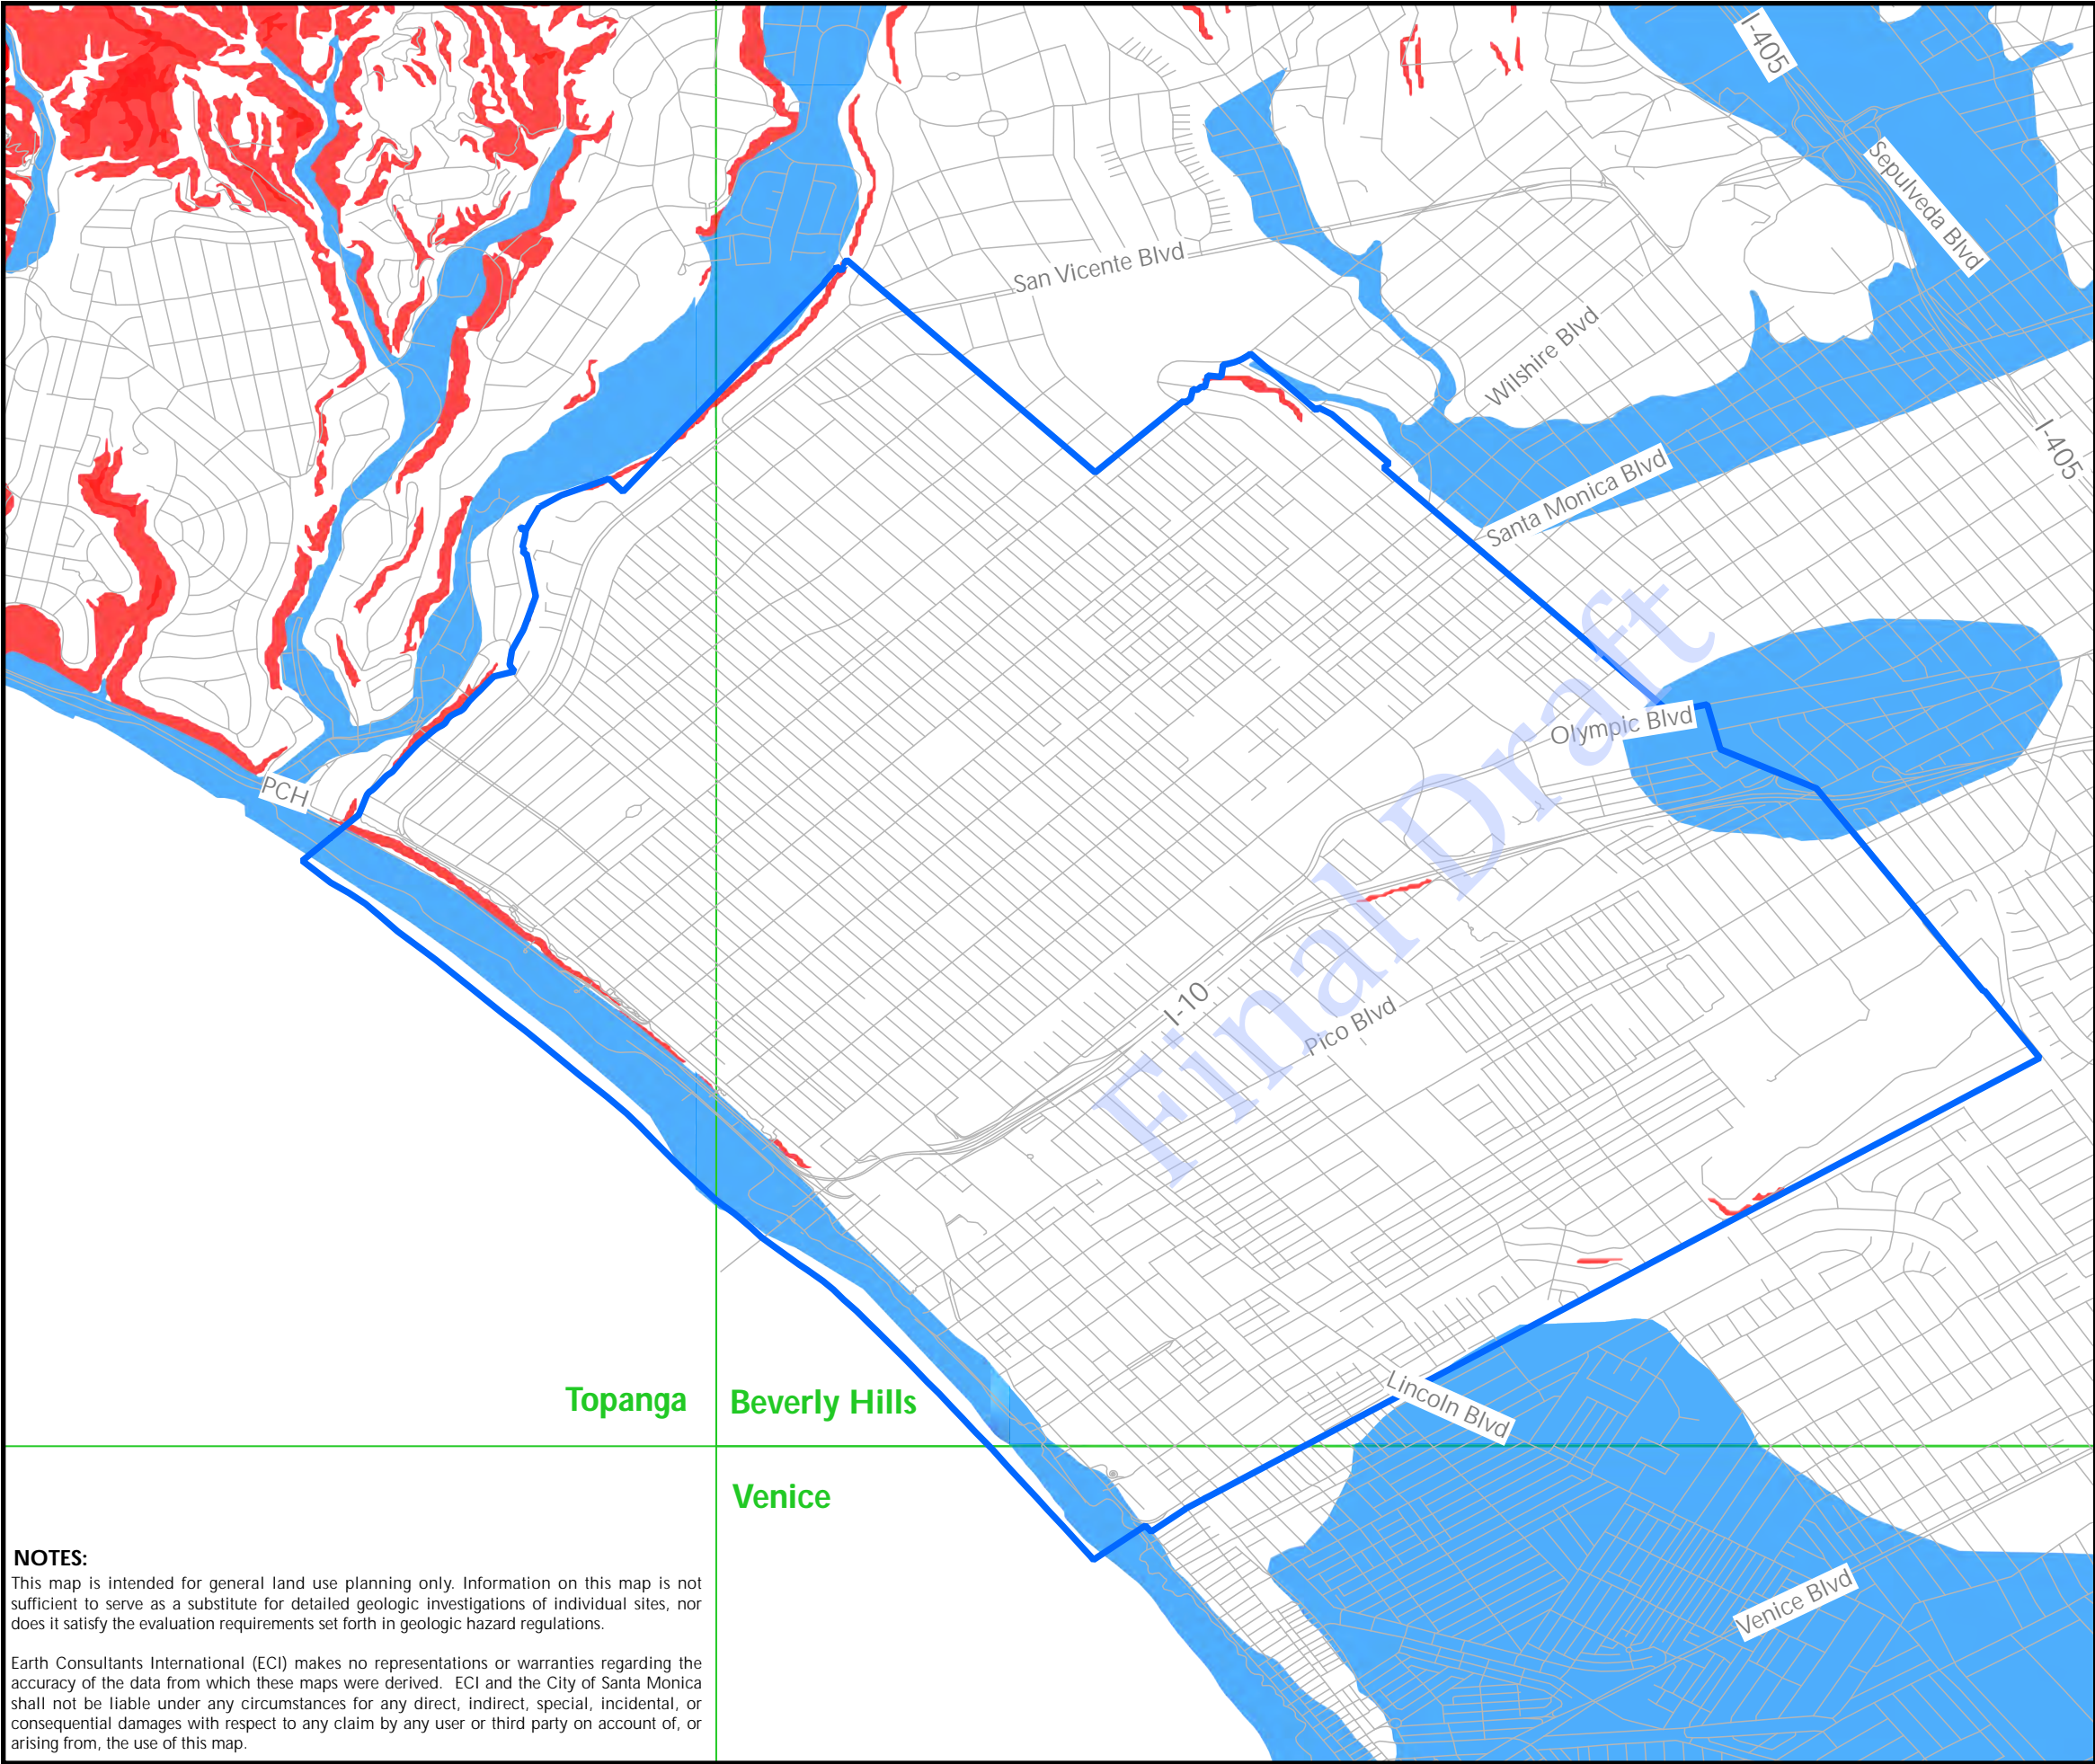 I-405
Sepulveda Blvd
San Vicente Blvd
Wilshire Blvd
I-405
Santa Monica Blvd
Olympic Blvd
PCH
Final Draft
I-10
Pico Blvd
Lincoln Blvd
Topanga
Beverly Hills
Venice
Venice Blvd
NOTES:
This map is intended for general land use planning only. Information on this map is not
sufficient to serve as a substitute for detailed geologic investigations of individual sites, nor
does it satisfy the evaluation requirements set forth in geologic hazard regulations.
Earth Consultants International (ECI) makes no representations or warranties regarding the
accuracy of the data from which these maps were derived. ECI and the City of Santa Monica
shall not be liable under any circumstances for any direct, indirect, special, incidental, or
consequential damages with respect to any claim by any user or third party on account of, or
arising from, the use of this map.